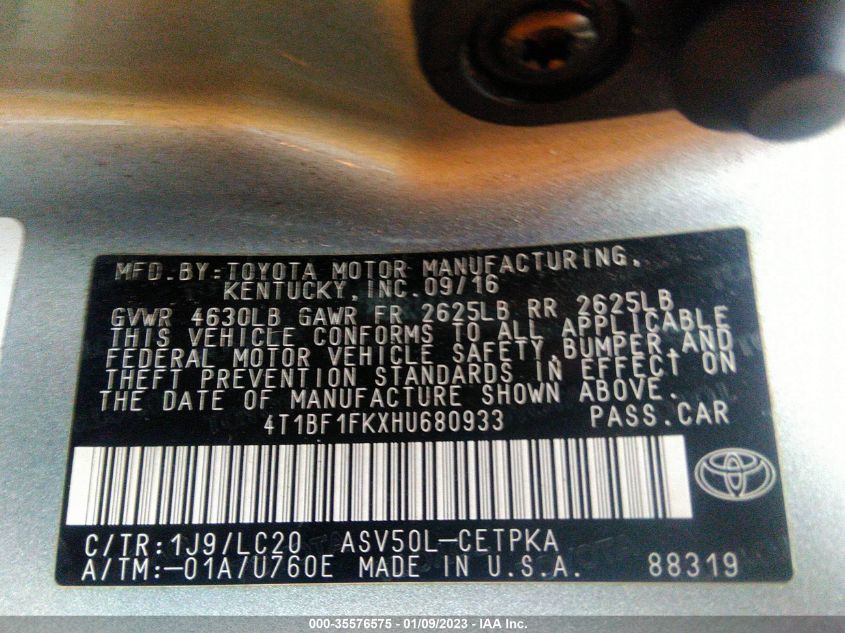 MFD.BY:TOYOTA MOTOR MANUFACTURING,
KENTUCKY,INC.09/16
GVWR 4630LB GAWR FR 2625LB RR 2625LB
THIS VEHICLE CONFORMS TO ALL APPLICABLE
FEDERAL MOTOR VEHICLE SAFETY,BUMPER,AND
THEFT PREVENTION STANDARDS IN EFFECT ON
THE DATE OF MANUFACTURE SHOWN ABOVE.
4T1BF1FKXHU680933 PASS.CAR
C/TR:1J9/LC20 ASV50L-CETPKA
A/TM:-01A/U760E MADE IN U.S.A. 88319
000-35576575 - 01/09/2023 - IAA Inc.